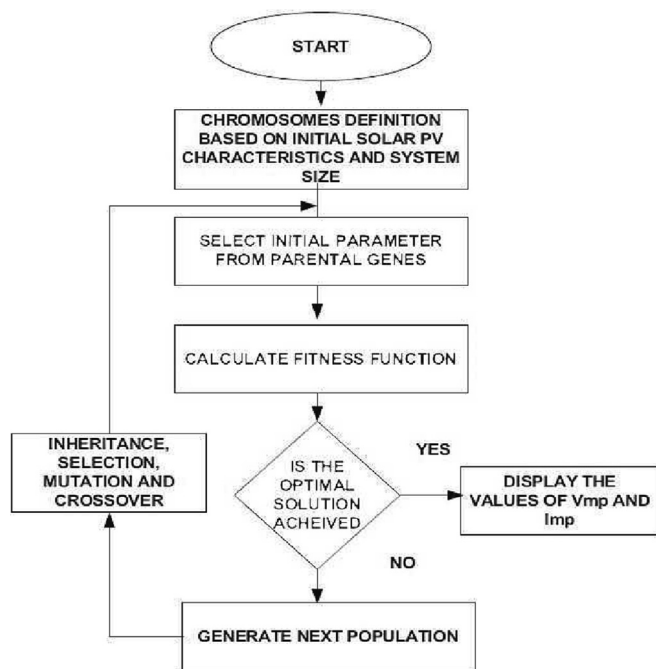 START
CHROMOSOMES DEFINITION
BASED ON INITIAL SOLAR PV
CHARACTERISTICS AND SYSTEM
SIZE
SELECT INITIAL PARAMETER
FROM PARENTAL GENES
CALCULATE FITNESS FUNCTION
IS THE
OPTIMAL
SOLUTION
ACHEIVED
YES
DISPLAY THE
VALUES OF Vmp AND
Imp
NO
GENERATE NEXT POPULATION
INHERITANCE,
SELECTION,
MUTATION AND
CROSSOVER